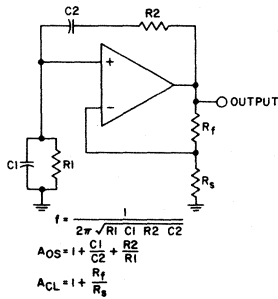 C2
R2
+
−
OUTPUT
Rf
C1
R1
Rs
f = 1 / 2π √R1 C1 R2 C2
AOS = 1 + C1/C2 + R2/R1
ACL = 1 + Rf/Rs